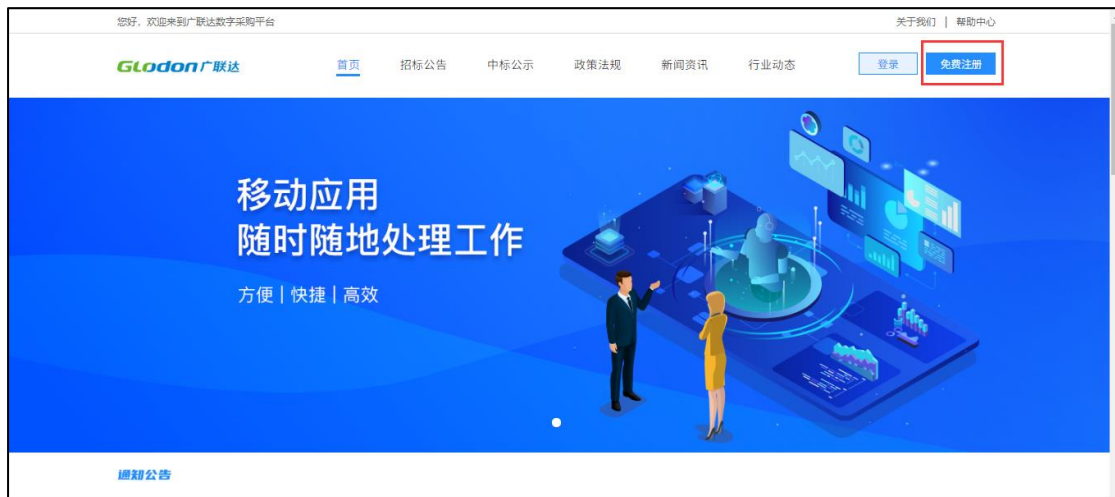 您好，欢迎来到广联达数字采购平台
关于我们 | 帮助中心
GLodon广联达 首页 招标公告 中标公示 政策法规 新闻资讯 行业动态 登录 免费注册
移动应用
随时随地处理工作
方便 | 快捷 | 高效
通知公告